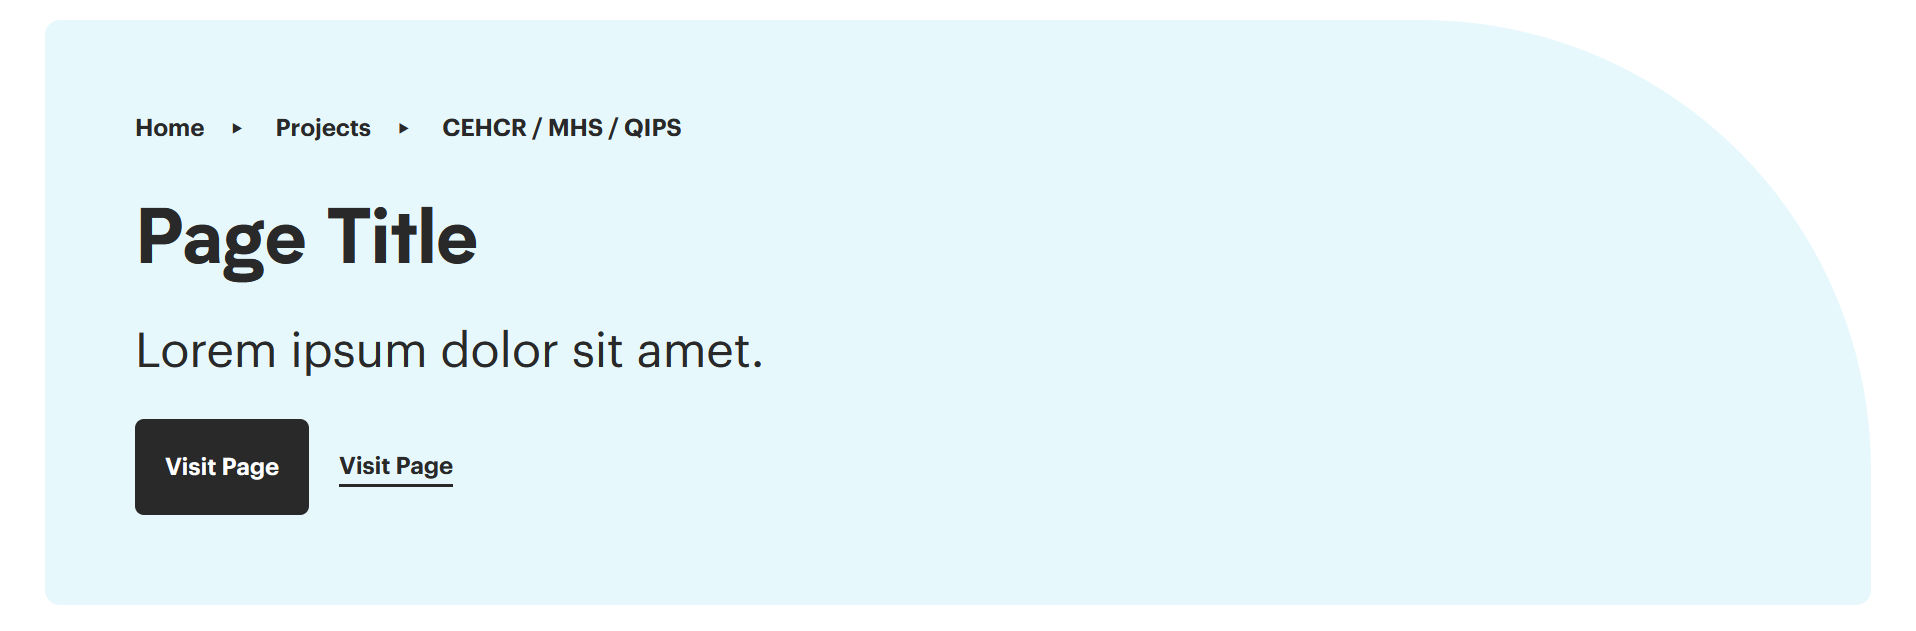 Home ▸ Projects ▸ CEHCR / MHS / QIPS
Page Title
Lorem ipsum dolor sit amet.
Visit Page Visit Page